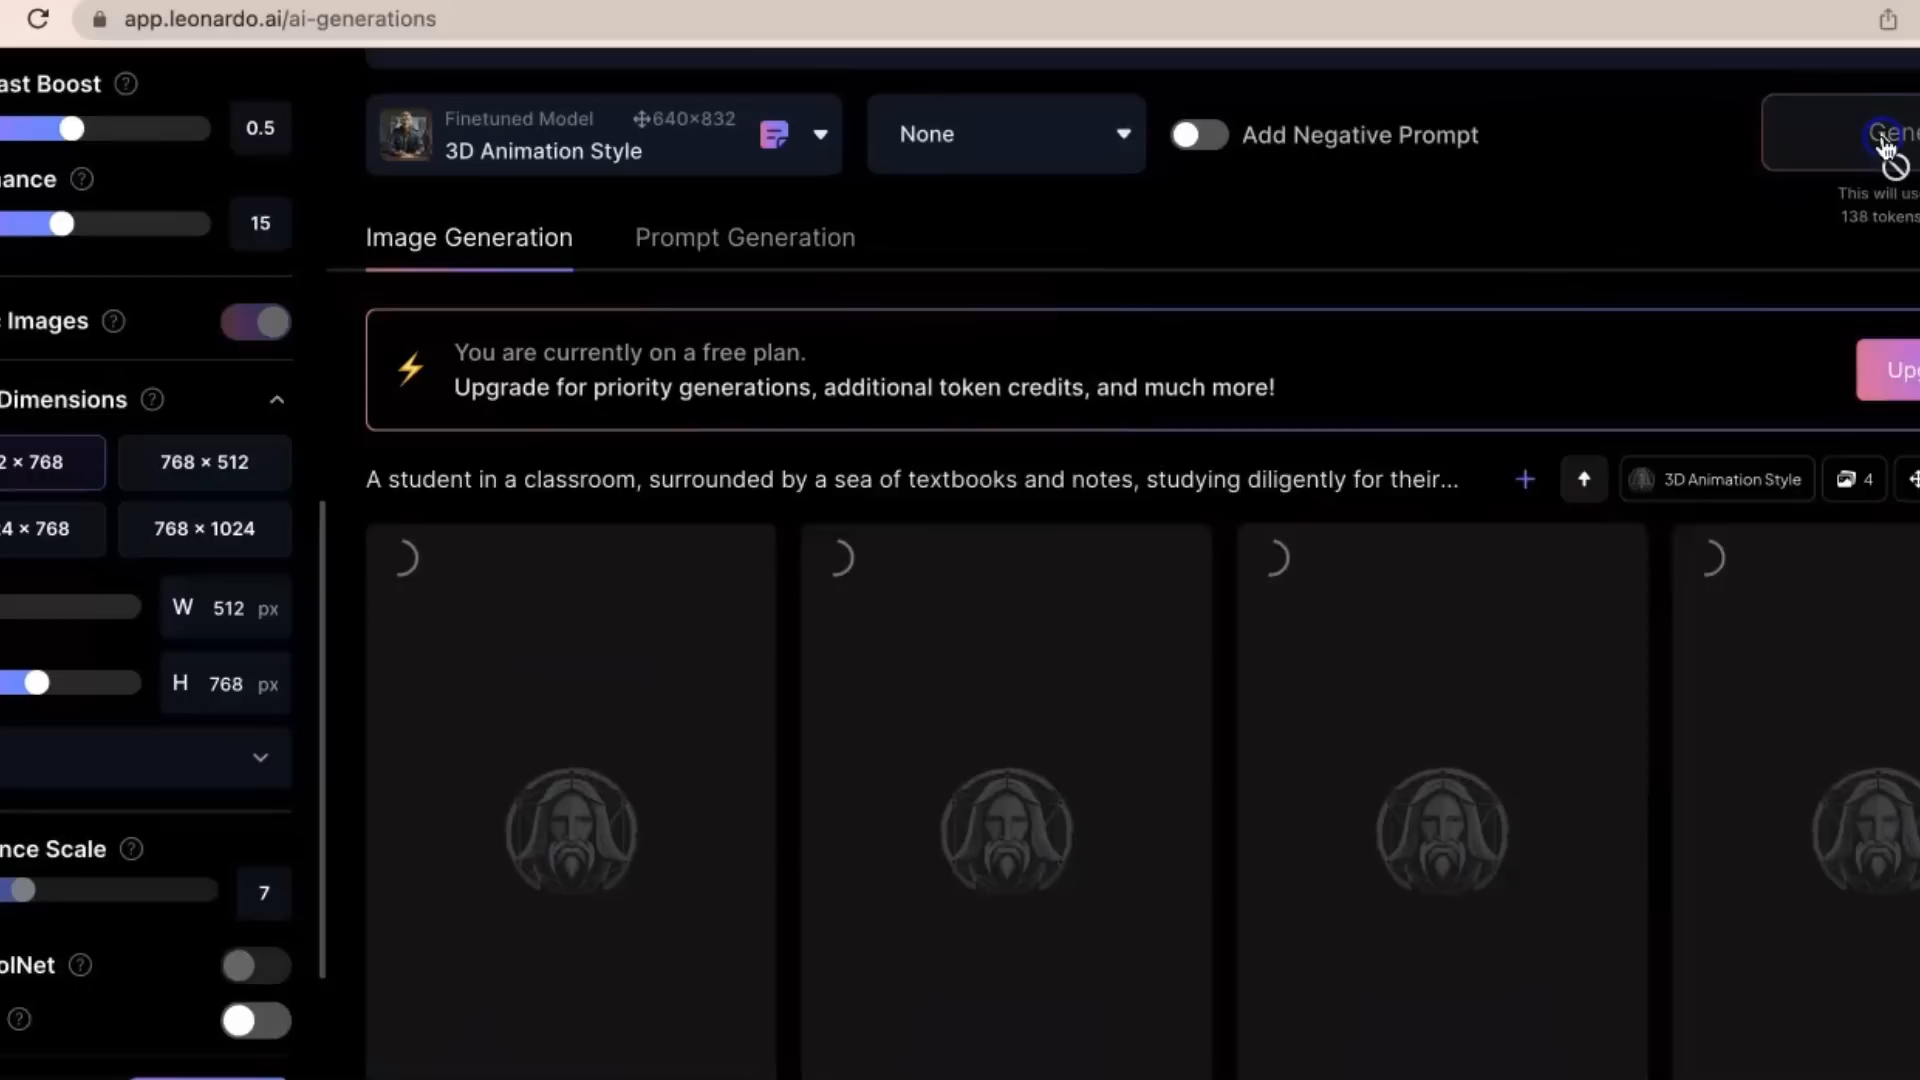 app.leonardo.ai/ai-generations
ast Boost
0.5
ance
15
Images
Dimensions
2 × 768
768 × 512
4 × 768
768 × 1024
W 512 px
H 768 px
nce Scale
7
olNet
Finetuned Model
640×832
3D Animation Style
None
Add Negative Prompt
Gene
This will us
138 tokens
Image Generation
Prompt Generation
You are currently on a free plan.
Upgrade for priority generations, additional token credits, and much more!
Upg
A student in a classroom, surrounded by a sea of textbooks and notes, studying diligently for their...
3D Animation Style
4